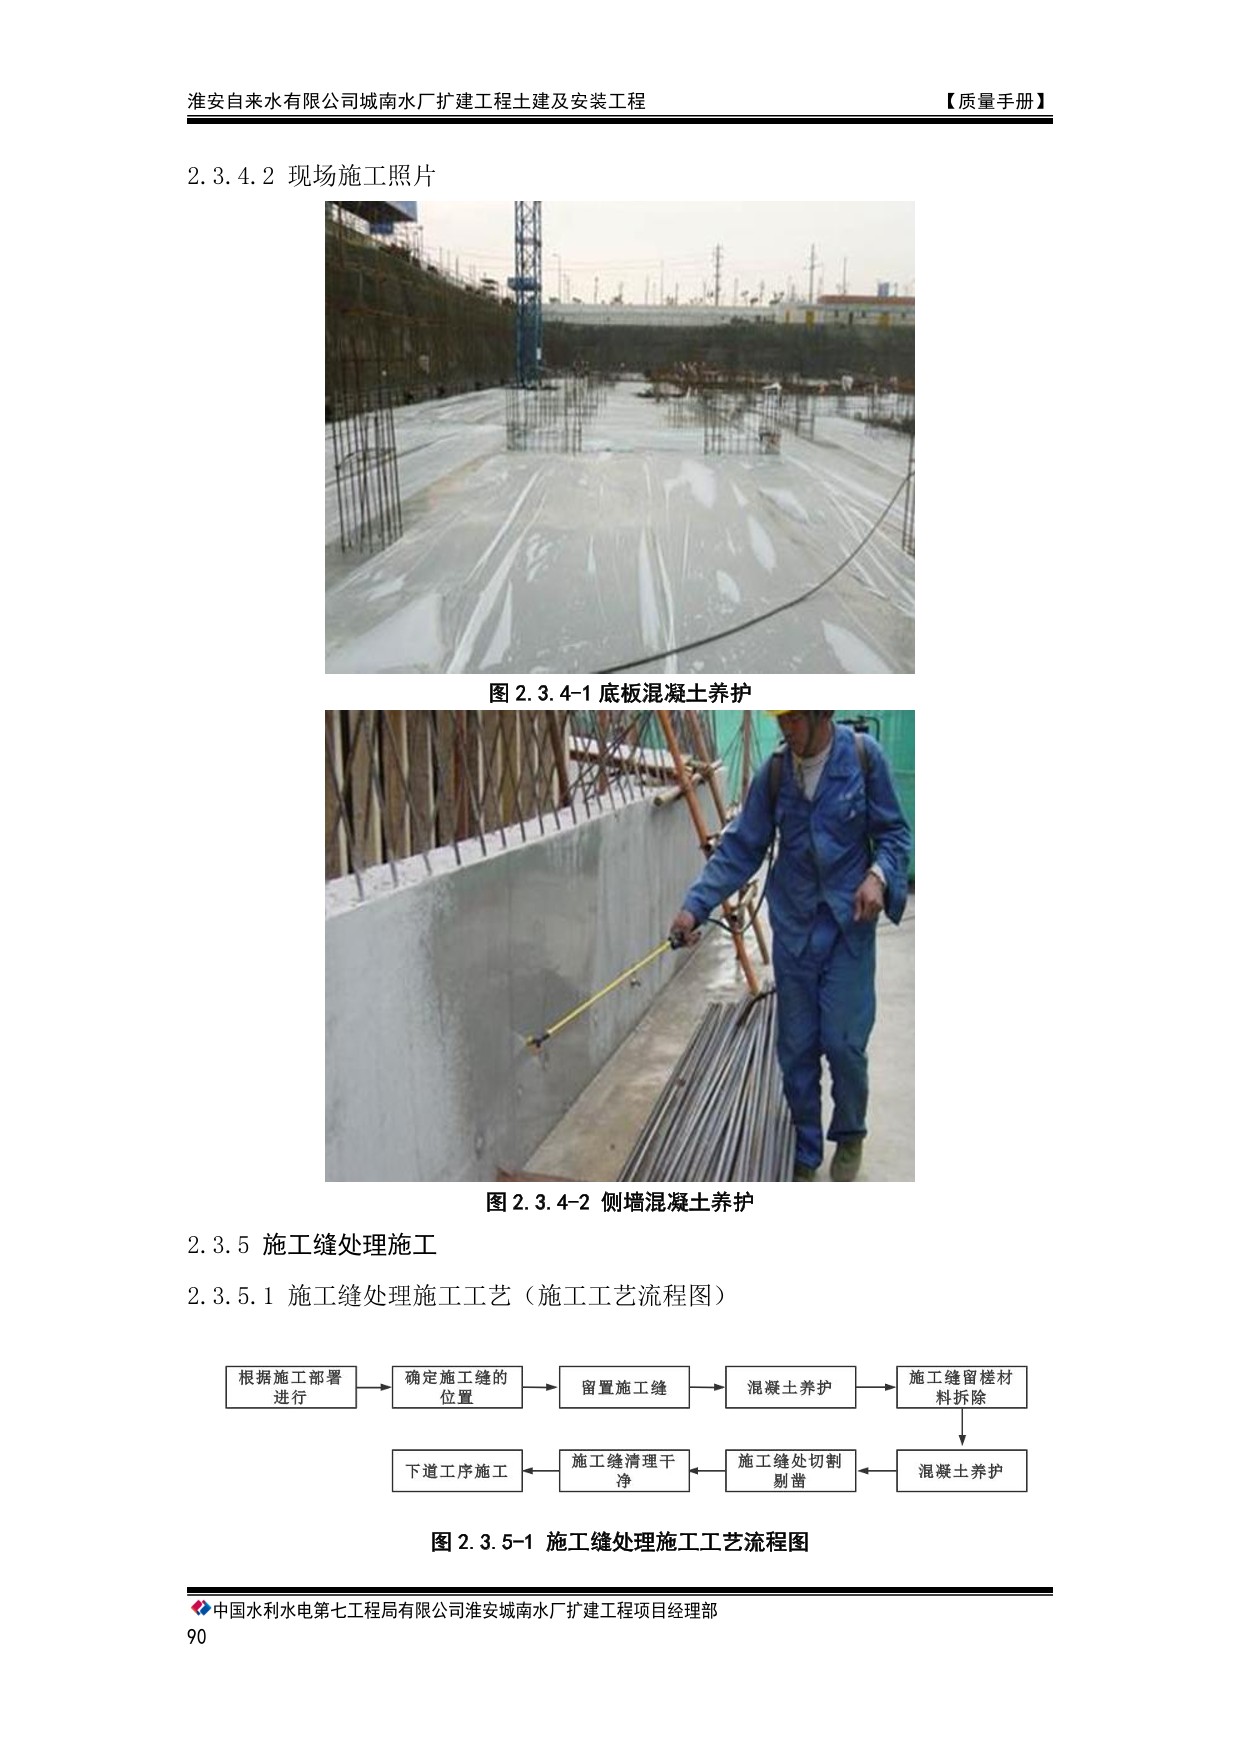 淮安自来水有限公司城南水厂扩建工程土建及安装工程 【质量手册】
2.3.4.2 现场施工照片
图 2.3.4-1 底板混凝土养护
图 2.3.4-2 侧墙混凝土养护
2.3.5 施工缝处理施工
2.3.5.1 施工缝处理施工工艺（施工工艺流程图）
根据施工部署
进行
确定施工缝的
位置
留置施工缝
混凝土养护
施工缝留槎材
料拆除
混凝土养护
施工缝处切割
剔凿
施工缝清理干
净
下道工序施工
图 2.3.5-1 施工缝处理施工工艺流程图
中国水利水电第七工程局有限公司淮安城南水厂扩建工程项目经理部
90